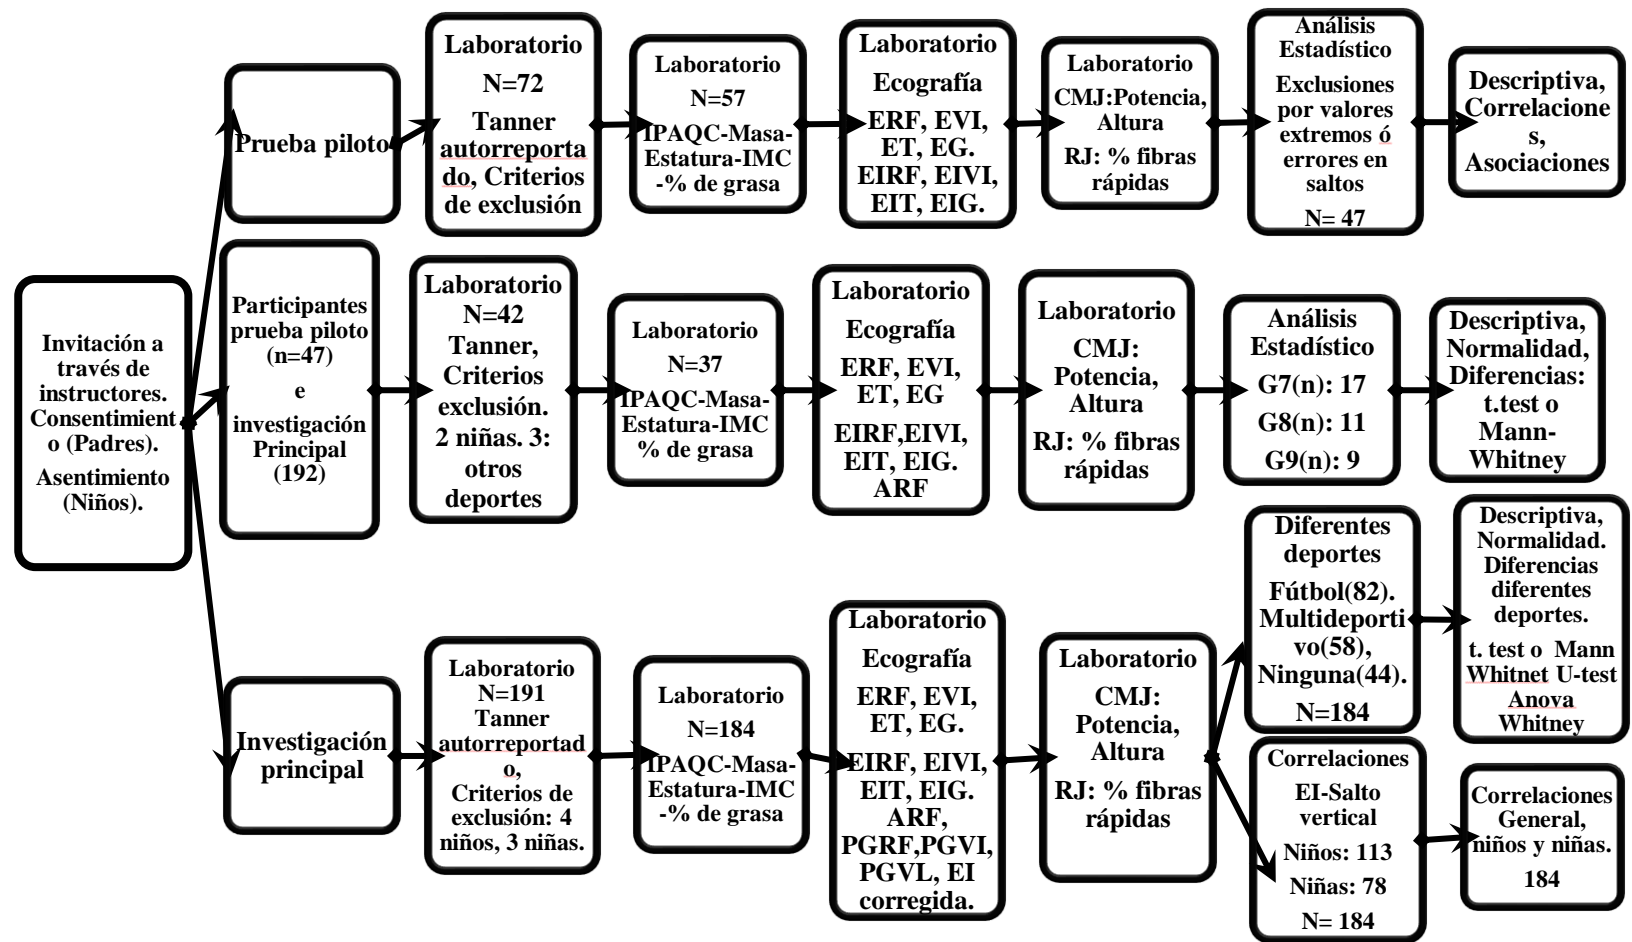 Invitación a
través de
instructores.
Consentimient
o (Padres).
Asentimiento
(Niños).
Prueba piloto
Laboratorio
N=72
Tanner
autorreporta
do, Criterios
de exclusión
Laboratorio
N=57
IPAQC-Masa-
Estatura-IMC
-% de grasa
Laboratorio
Ecografía
ERF, EVI,
ET, EG.
EIRF, EIVI,
EIT, EIG.
Laboratorio
CMJ:Potencia,
Altura
RJ: % fibras
rápidas
Análisis
Estadístico
Exclusiones
por valores
extremos ó
errores en
saltos
N= 47
Descriptiva,
Correlacione
s,
Asociaciones
Participantes
prueba piloto
(n=47)
e
investigación
Principal
(192)
Laboratorio
N=42
Tanner,
Criterios
exclusión.
2 niñas. 3:
otros
deportes
Laboratorio
N=37
IPAQC-Masa-
Estatura-IMC
% de grasa
Laboratorio
Ecografía
ERF, EVI,
ET, EG
EIRF,EIVI,
EIT, EIG.
ARF
Laboratorio
CMJ:
Potencia,
Altura
RJ: % fibras
rápidas
Análisis
Estadístico
G7(n): 17
G8(n): 11
G9(n): 9
Descriptiva,
Normalidad,
Diferencias:
t.test o
Mann-
Whitney
Investigación
principal
Laboratorio
N=191
Tanner
autorreportad
o,
Criterios de
exclusión: 4
niños, 3 niñas.
Laboratorio
N=184
IPAQC-Masa-
Estatura-IMC
-% de grasa
Laboratorio
Ecografía
ERF, EVI,
ET, EG.
EIRF, EIVI,
EIT, EIG.
ARF,
PGRF,PGVI,
PGVL, EI
corregida.
Laboratorio
CMJ:
Potencia,
Altura
RJ: % fibras
rápidas
Diferentes
deportes
Fútbol(82).
Multideporti
vo(58),
Ninguna(44).
N=184
Descriptiva,
Normalidad.
Diferencias
diferentes
deportes.
t. test o Mann
Whitnet U-test
Anova
Whitney
Correlaciones
EI-Salto
vertical
Niños: 113
Niñas: 78
N= 184
Correlaciones
General,
niños y niñas.
184